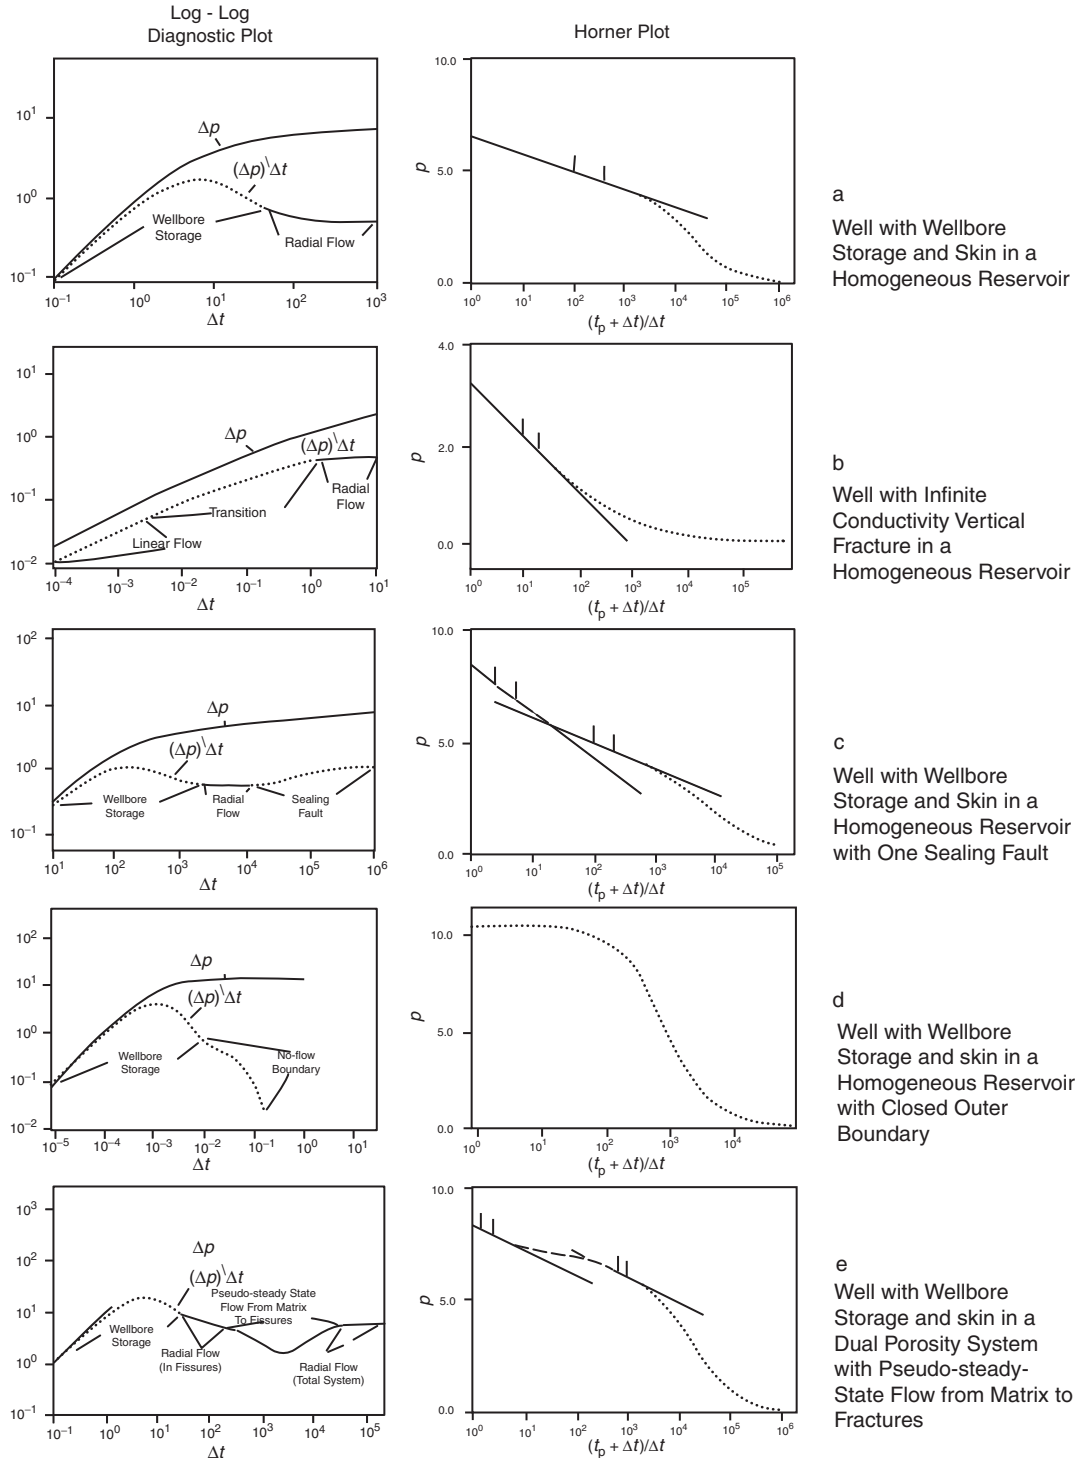 Log - Log
Diagnostic Plot
Horner Plot
10¹
10⁰
10⁻¹
Δp
(Δp)\Δt
Wellbore
Storage
Radial Flow
10⁻¹ 10⁰ 10¹ 10² 10³
Δt
10.0
5.0
0.0
p
10⁰ 10¹ 10² 10³ 10⁴ 10⁵ 10⁶
(tₚ + Δt)/Δt
a
Well with Wellbore
Storage and Skin in a
Homogeneous Reservoir
10¹
10⁰
10⁻¹
10⁻²
Δp
(Δp)\Δt
Radial
Flow
Transition
Linear Flow
10⁻⁴ 10⁻³ 10⁻² 10⁻¹ 10⁰ 10¹
Δt
4.0
2.0
0.0
p
10⁰ 10¹ 10² 10³ 10⁴ 10⁵
(tₚ + Δt)/Δt
b
Well with Infinite
Conductivity Vertical
Fracture in a
Homogeneous Reservoir
10²
10¹
10⁰
10⁻¹
Δp
(Δp)\Δt
Wellbore
Storage
Radial
Flow
Sealing
Fault
10¹ 10² 10³ 10⁴ 10⁵ 10⁶
Δt
10.0
5.0
0.0
p
10⁰ 10¹ 10² 10³ 10⁴ 10⁵
(tₚ + Δt)/Δt
c
Well with Wellbore
Storage and Skin in a
Homogeneous Reservoir
with One Sealing Fault
10²
10¹
10⁰
10⁻¹
10⁻²
Δp
(Δp)\Δt
Wellbore
Storage
No-flow
Boundary
10⁻⁵ 10⁻⁴ 10⁻³ 10⁻² 10⁻¹ 10⁰ 10¹
Δt
10.0
5.0
0.0
p
10⁰ 10¹ 10² 10³ 10⁴
(tₚ + Δt)/Δt
d
Well with Wellbore
Storage and skin in a
Homogeneous Reservoir
with Closed Outer
Boundary
10³
10²
10¹
10⁰
10⁻¹
Δp
(Δp)\Δt
Pseudo-steady State
Flow From Matrix
To Fissures
Wellbore
Storage
Radial Flow
(In Fissures)
Radial Flow
(Total System)
10⁻¹ 10⁰ 10¹ 10² 10³ 10⁴ 10⁵
Δt
10.0
5.0
0.0
p
10⁰ 10¹ 10² 10³ 10⁴ 10⁵ 10⁶
(tₚ + Δt)/Δt
e
Well with Wellbore
Storage and skin in a
Dual Porosity System
with Pseudo-steady-
State Flow from Matrix to
Fractures